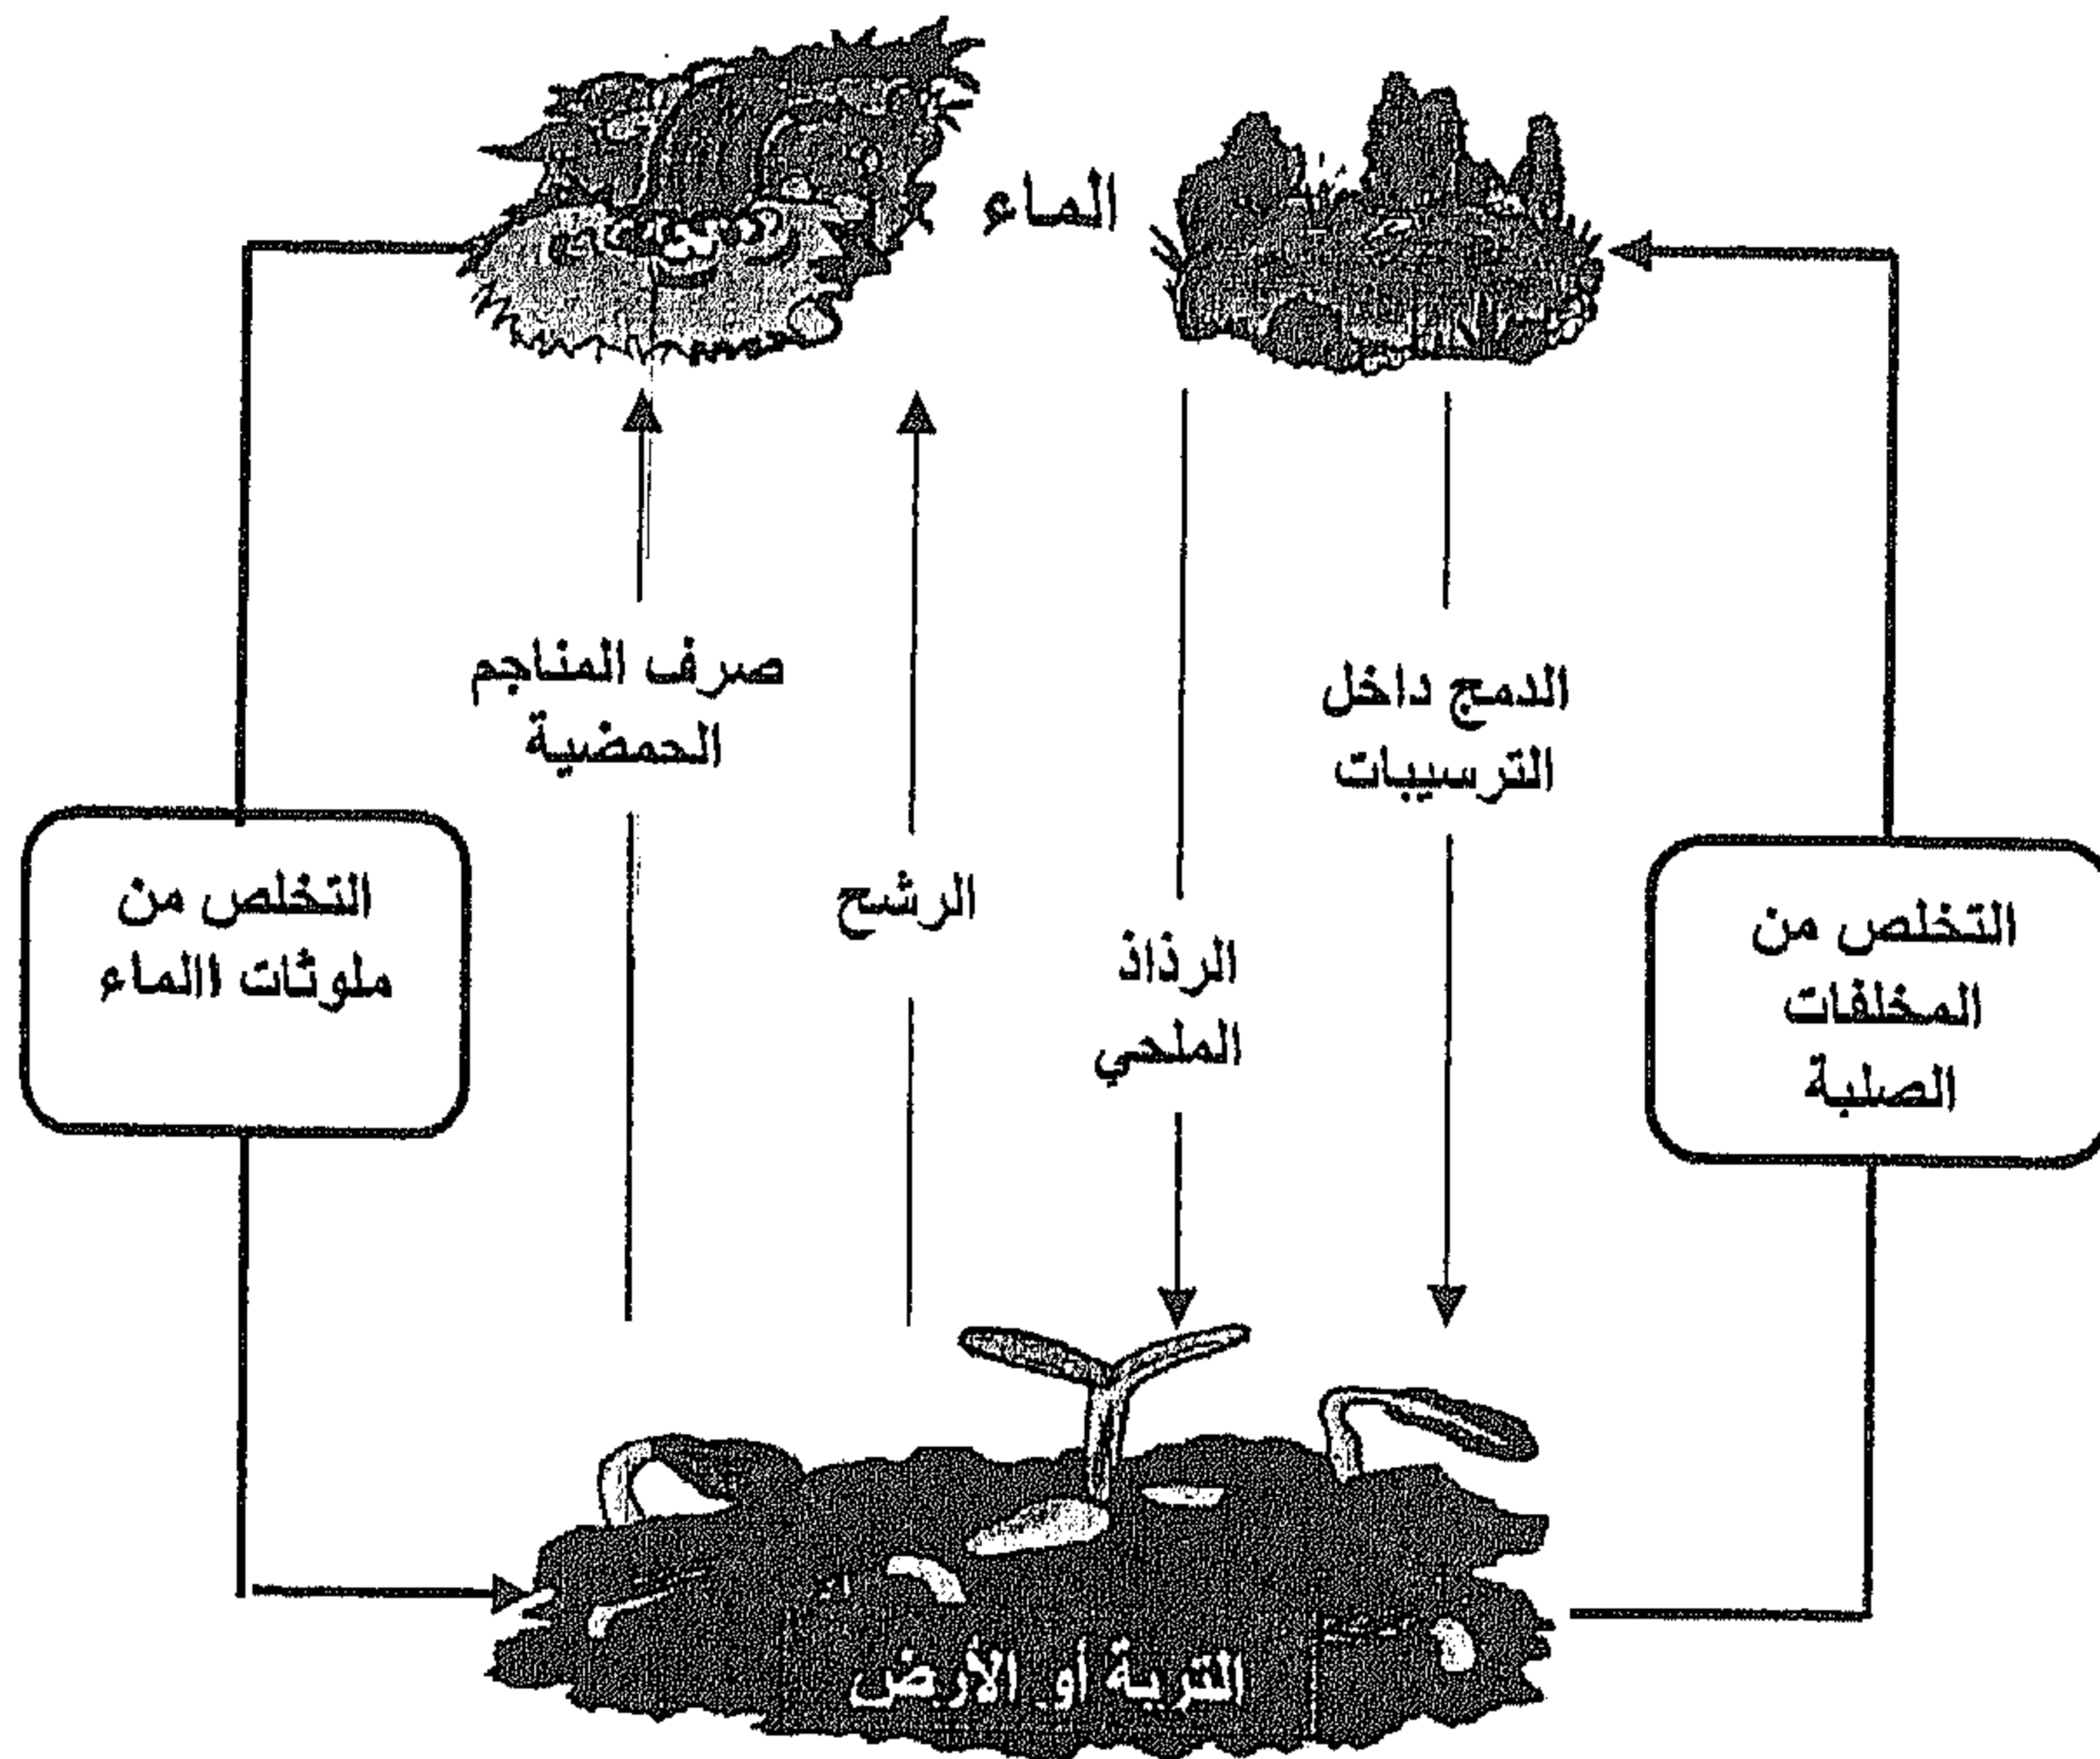 الماء
صرف المناجم
الحمضية
الدمج داخل
الترسيبات
التخلص من
ملوثات االماء
الرشح
الرذاذ
الملحي
التخلص من
المخلفات
الصلبة
التربة أو الأرض